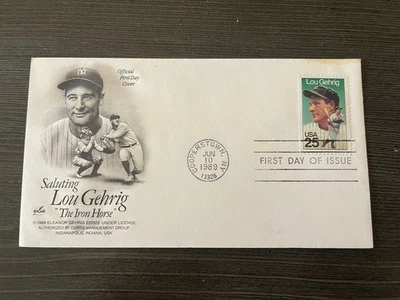 Official
First Day
Cover
Saluting
Lou Gehrig
"The Iron Horse"
©1989 ELEANOR GEHRIG ESTATE UNDER LICENSE
AUTHORIZED BY CURTIS MANAGEMENT GROUP
INDIANAPOLIS, INDIANA, USA
COOPERSTOWN, NY
JUN
10
1989
13326
Lou Gehrig
USA
25
FIRST DAY OF ISSUE